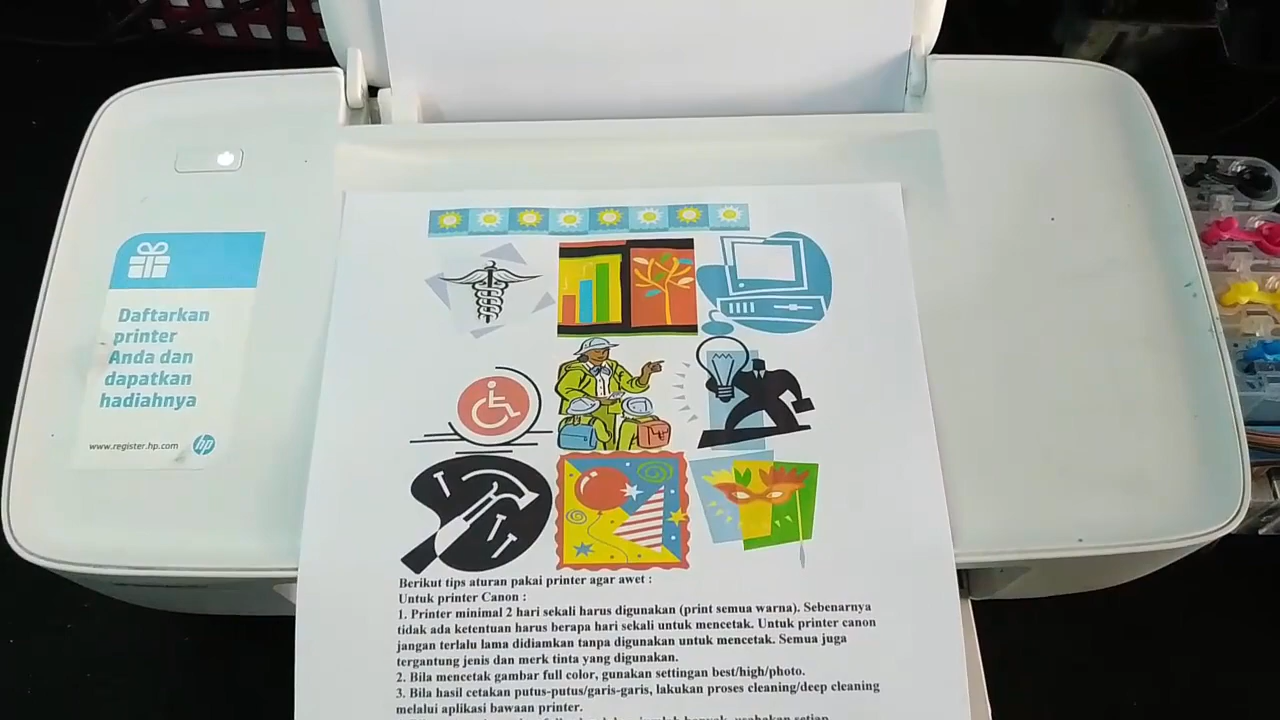 Daftarkan
printer
Anda dan
dapatkan
hadiahnya
www.register.hp.com
hp
Berikut tips aturan pakai printer agar awet :
Untuk printer Canon :
1. Printer minimal 2 hari sekali harus digunakan (print semua warna). Sebenarnya
tidak ada ketentuan harus berapa hari sekali untuk mencetak. Untuk printer canon
jangan terlalu lama didiamkan tanpa digunakan untuk mencetak. Semua juga
tergantung jenis dan merk tinta yang digunakan.
2. Bila mencetak gambar full color, gunakan settingan best/high/photo.
3. Bila hasil cetakan putus-putus/garis-garis, lakukan proses cleaning/deep cleaning
melalui aplikasi bawaan printer.